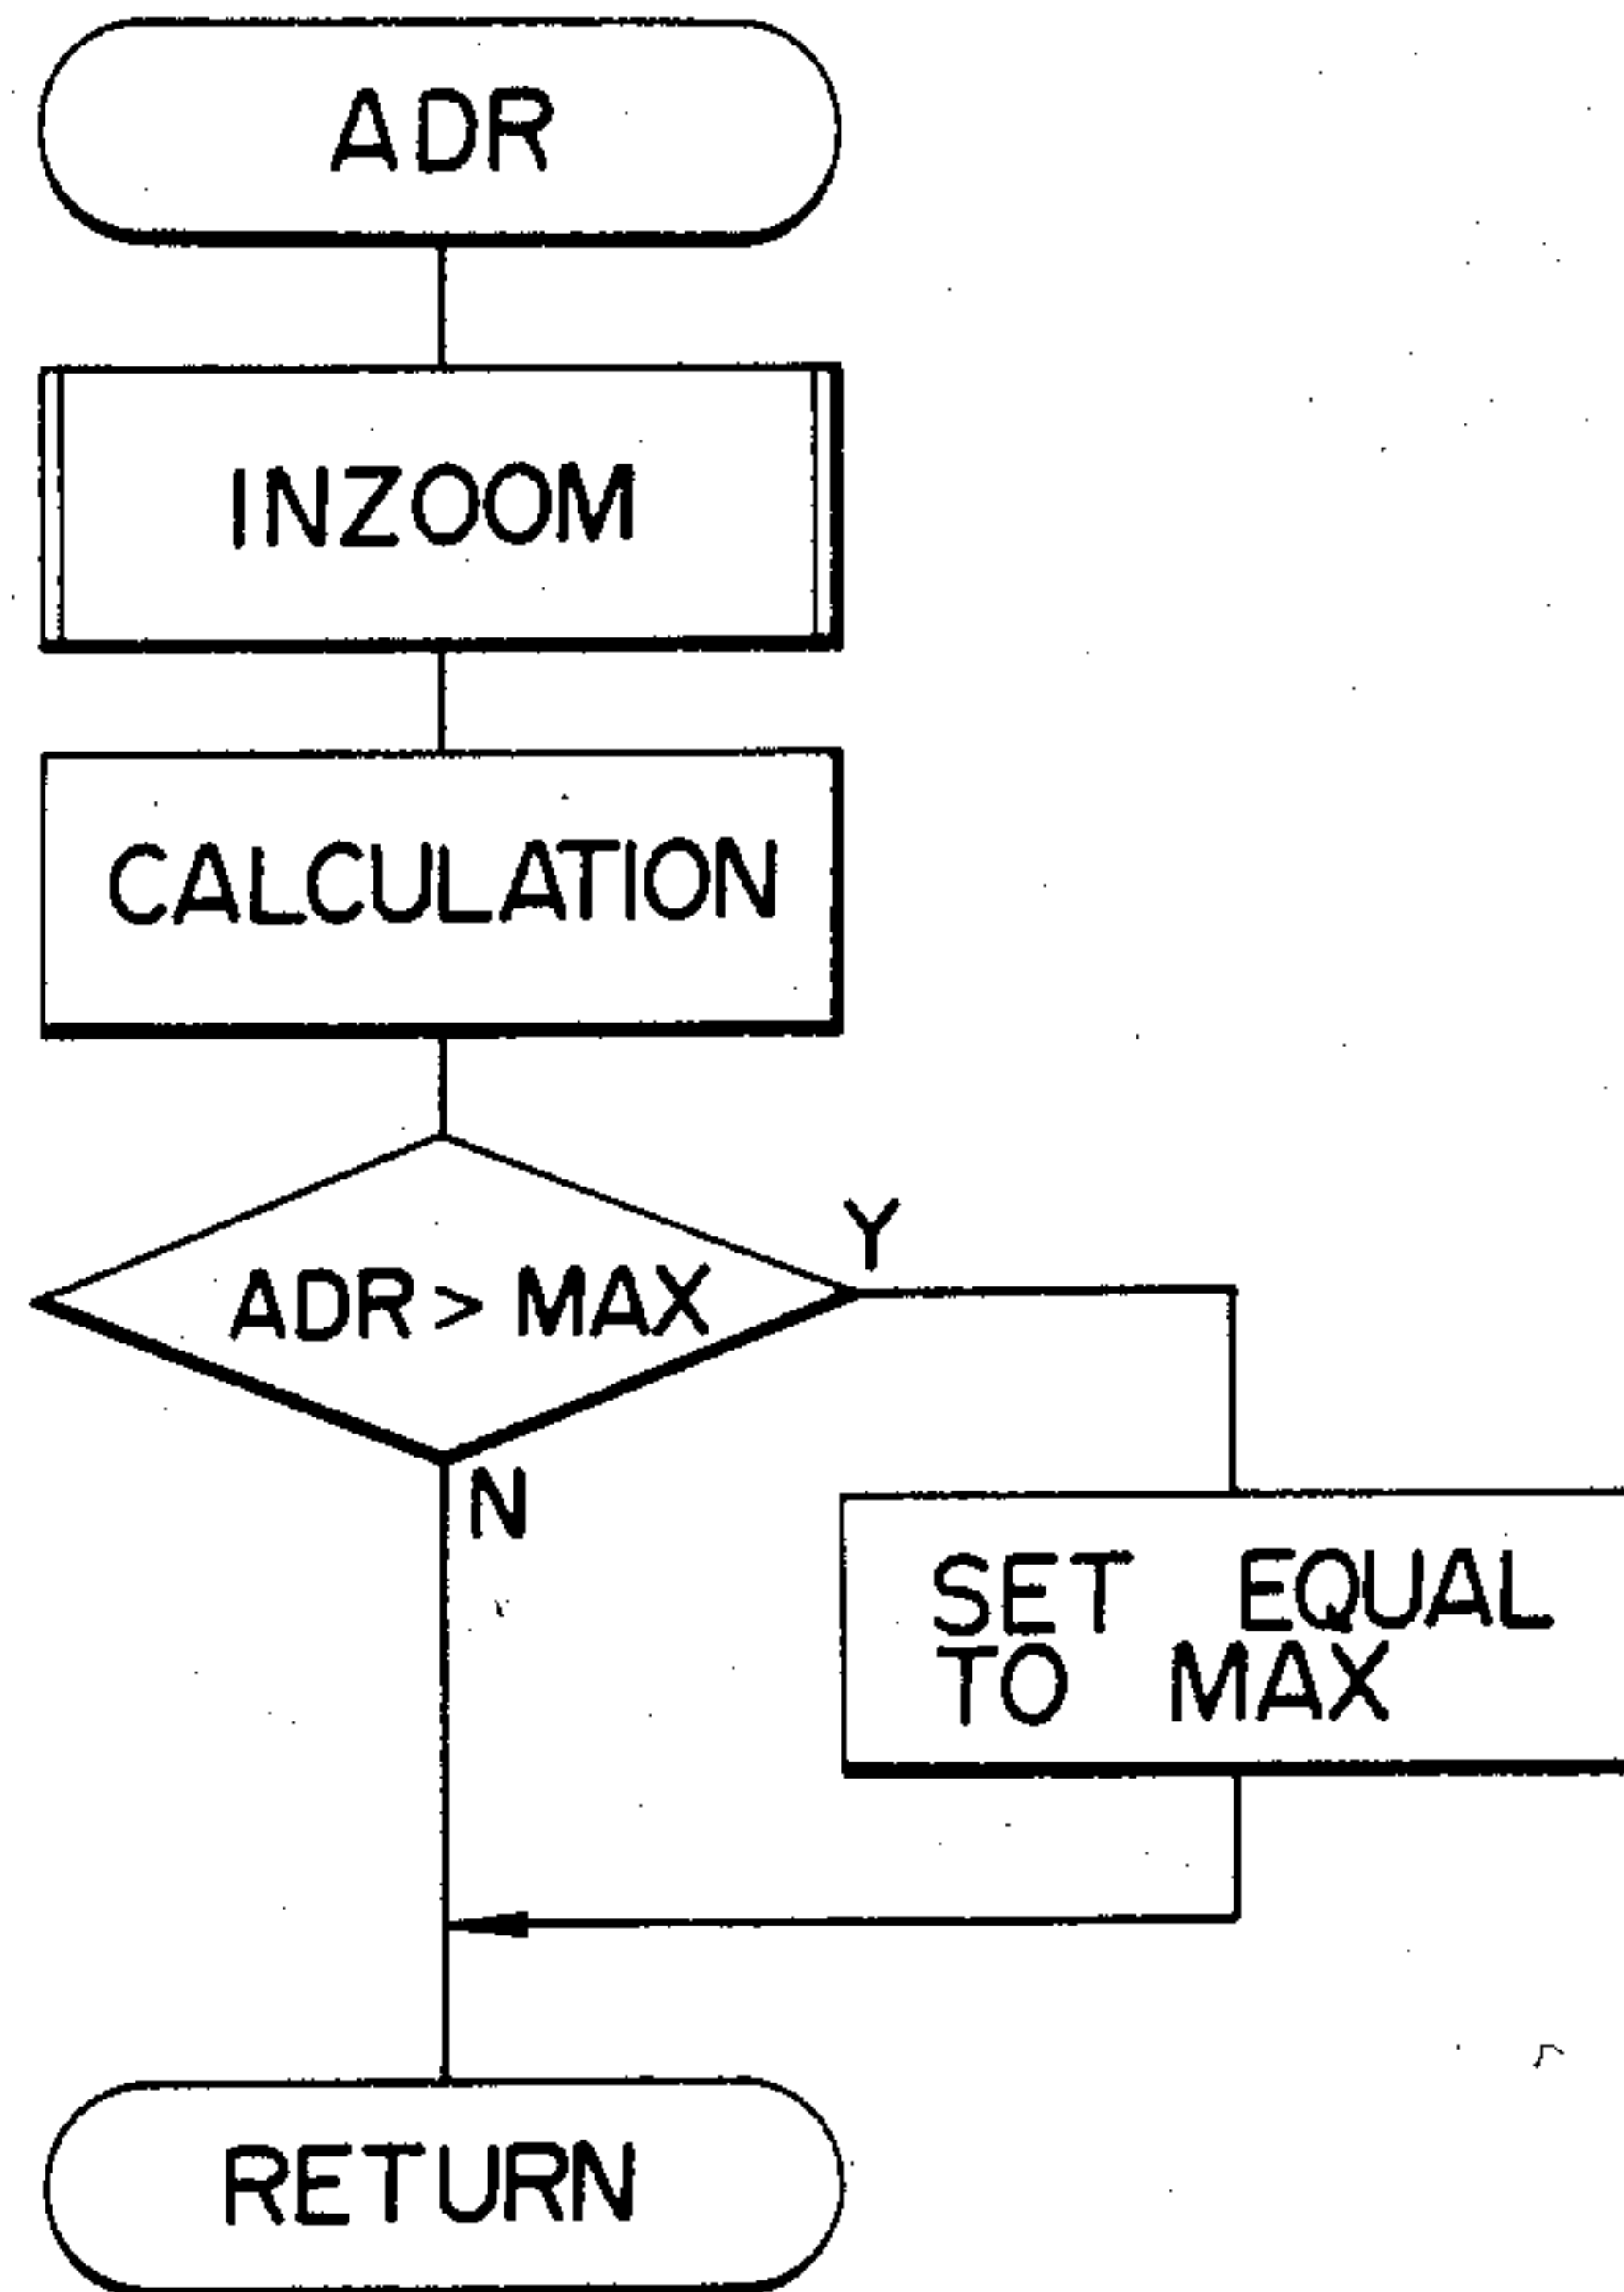 ADR
INZOOM
CALCULATION
ADR > MAX
Y
N
SET EQUAL
TO MAX
RETURN